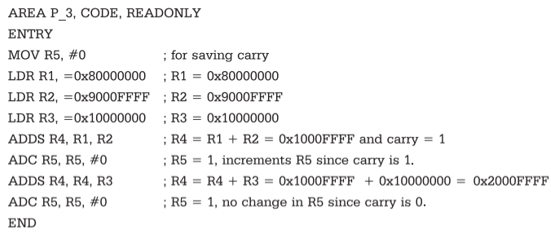 AREA P_3, CODE, READONLY
ENTRY
MOV R5, #0 ; for saving carry
LDR R1, =0x80000000 ; R1 = 0x80000000
LDR R2, =0x9000FFFF ; R2 = 0x9000FFFF
LDR R3, =0x10000000 ; R3 = 0x10000000
ADDS R4, R1, R2 ; R4 = R1 + R2 = 0x1000FFFF and carry = 1
ADC R5, R5, #0 ; R5 = 1, increments R5 since carry is 1.
ADDS R4, R4, R3 ; R4 = R4 + R3 = 0x1000FFFF + 0x10000000 = 0x2000FFFF
ADC R5, R5, #0 ; R5 = 1, no change in R5 since carry is 0.
END